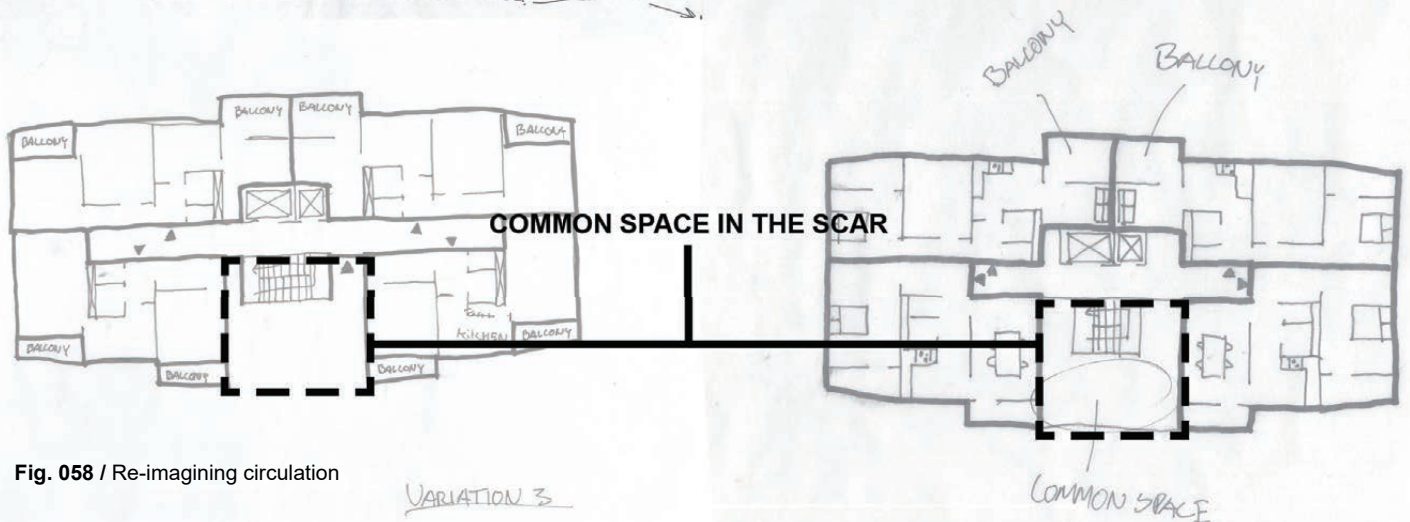 BALCONY
BALCONY
BALCONY
BALCONY
BALCONY
BALCONY
COMMON SPACE IN THE SCAR
KITCHEN
BALCONY
BALCONY
BALCONY
BALCONY
Fig. 058 / Re-imagining circulation
VARIATION 3
COMMON SPACE